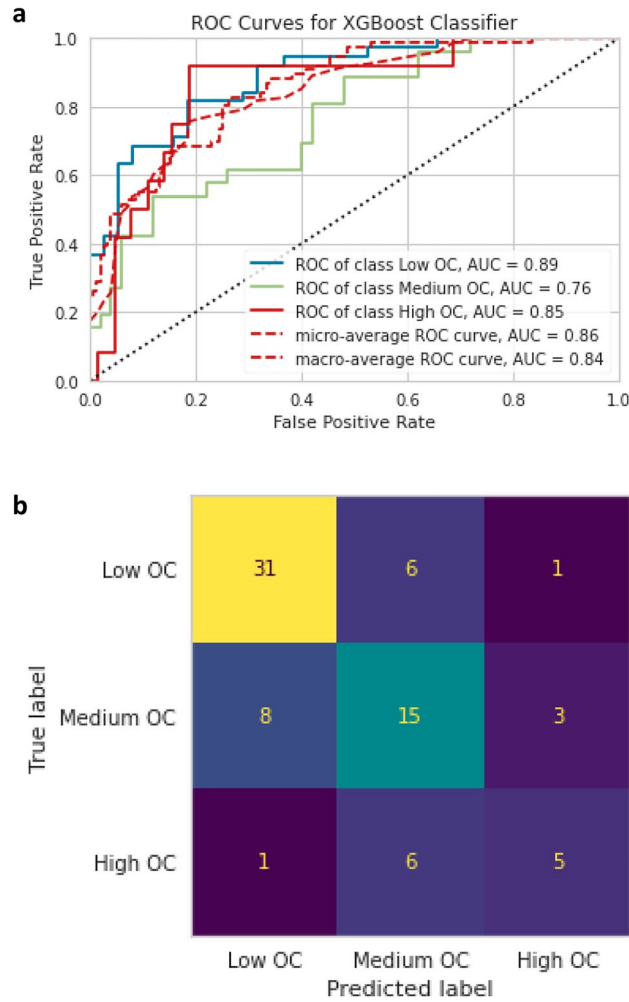 a
ROC Curves for XGBoost Classifier
1.0
0.8
0.6
0.4
0.2
0.0
True Positive Rate
ROC of class Low OC, AUC = 0.89
ROC of class Medium OC, AUC = 0.76
ROC of class High OC, AUC = 0.85
micro-average ROC curve, AUC = 0.86
macro-average ROC curve, AUC = 0.84
0.0 0.2 0.4 0.6 0.8 1.0
False Positive Rate
b
Low OC 31 6 1
Medium OC 8 15 3
High OC 1 6 5
True label
Low OC Medium OC High OC
Predicted label